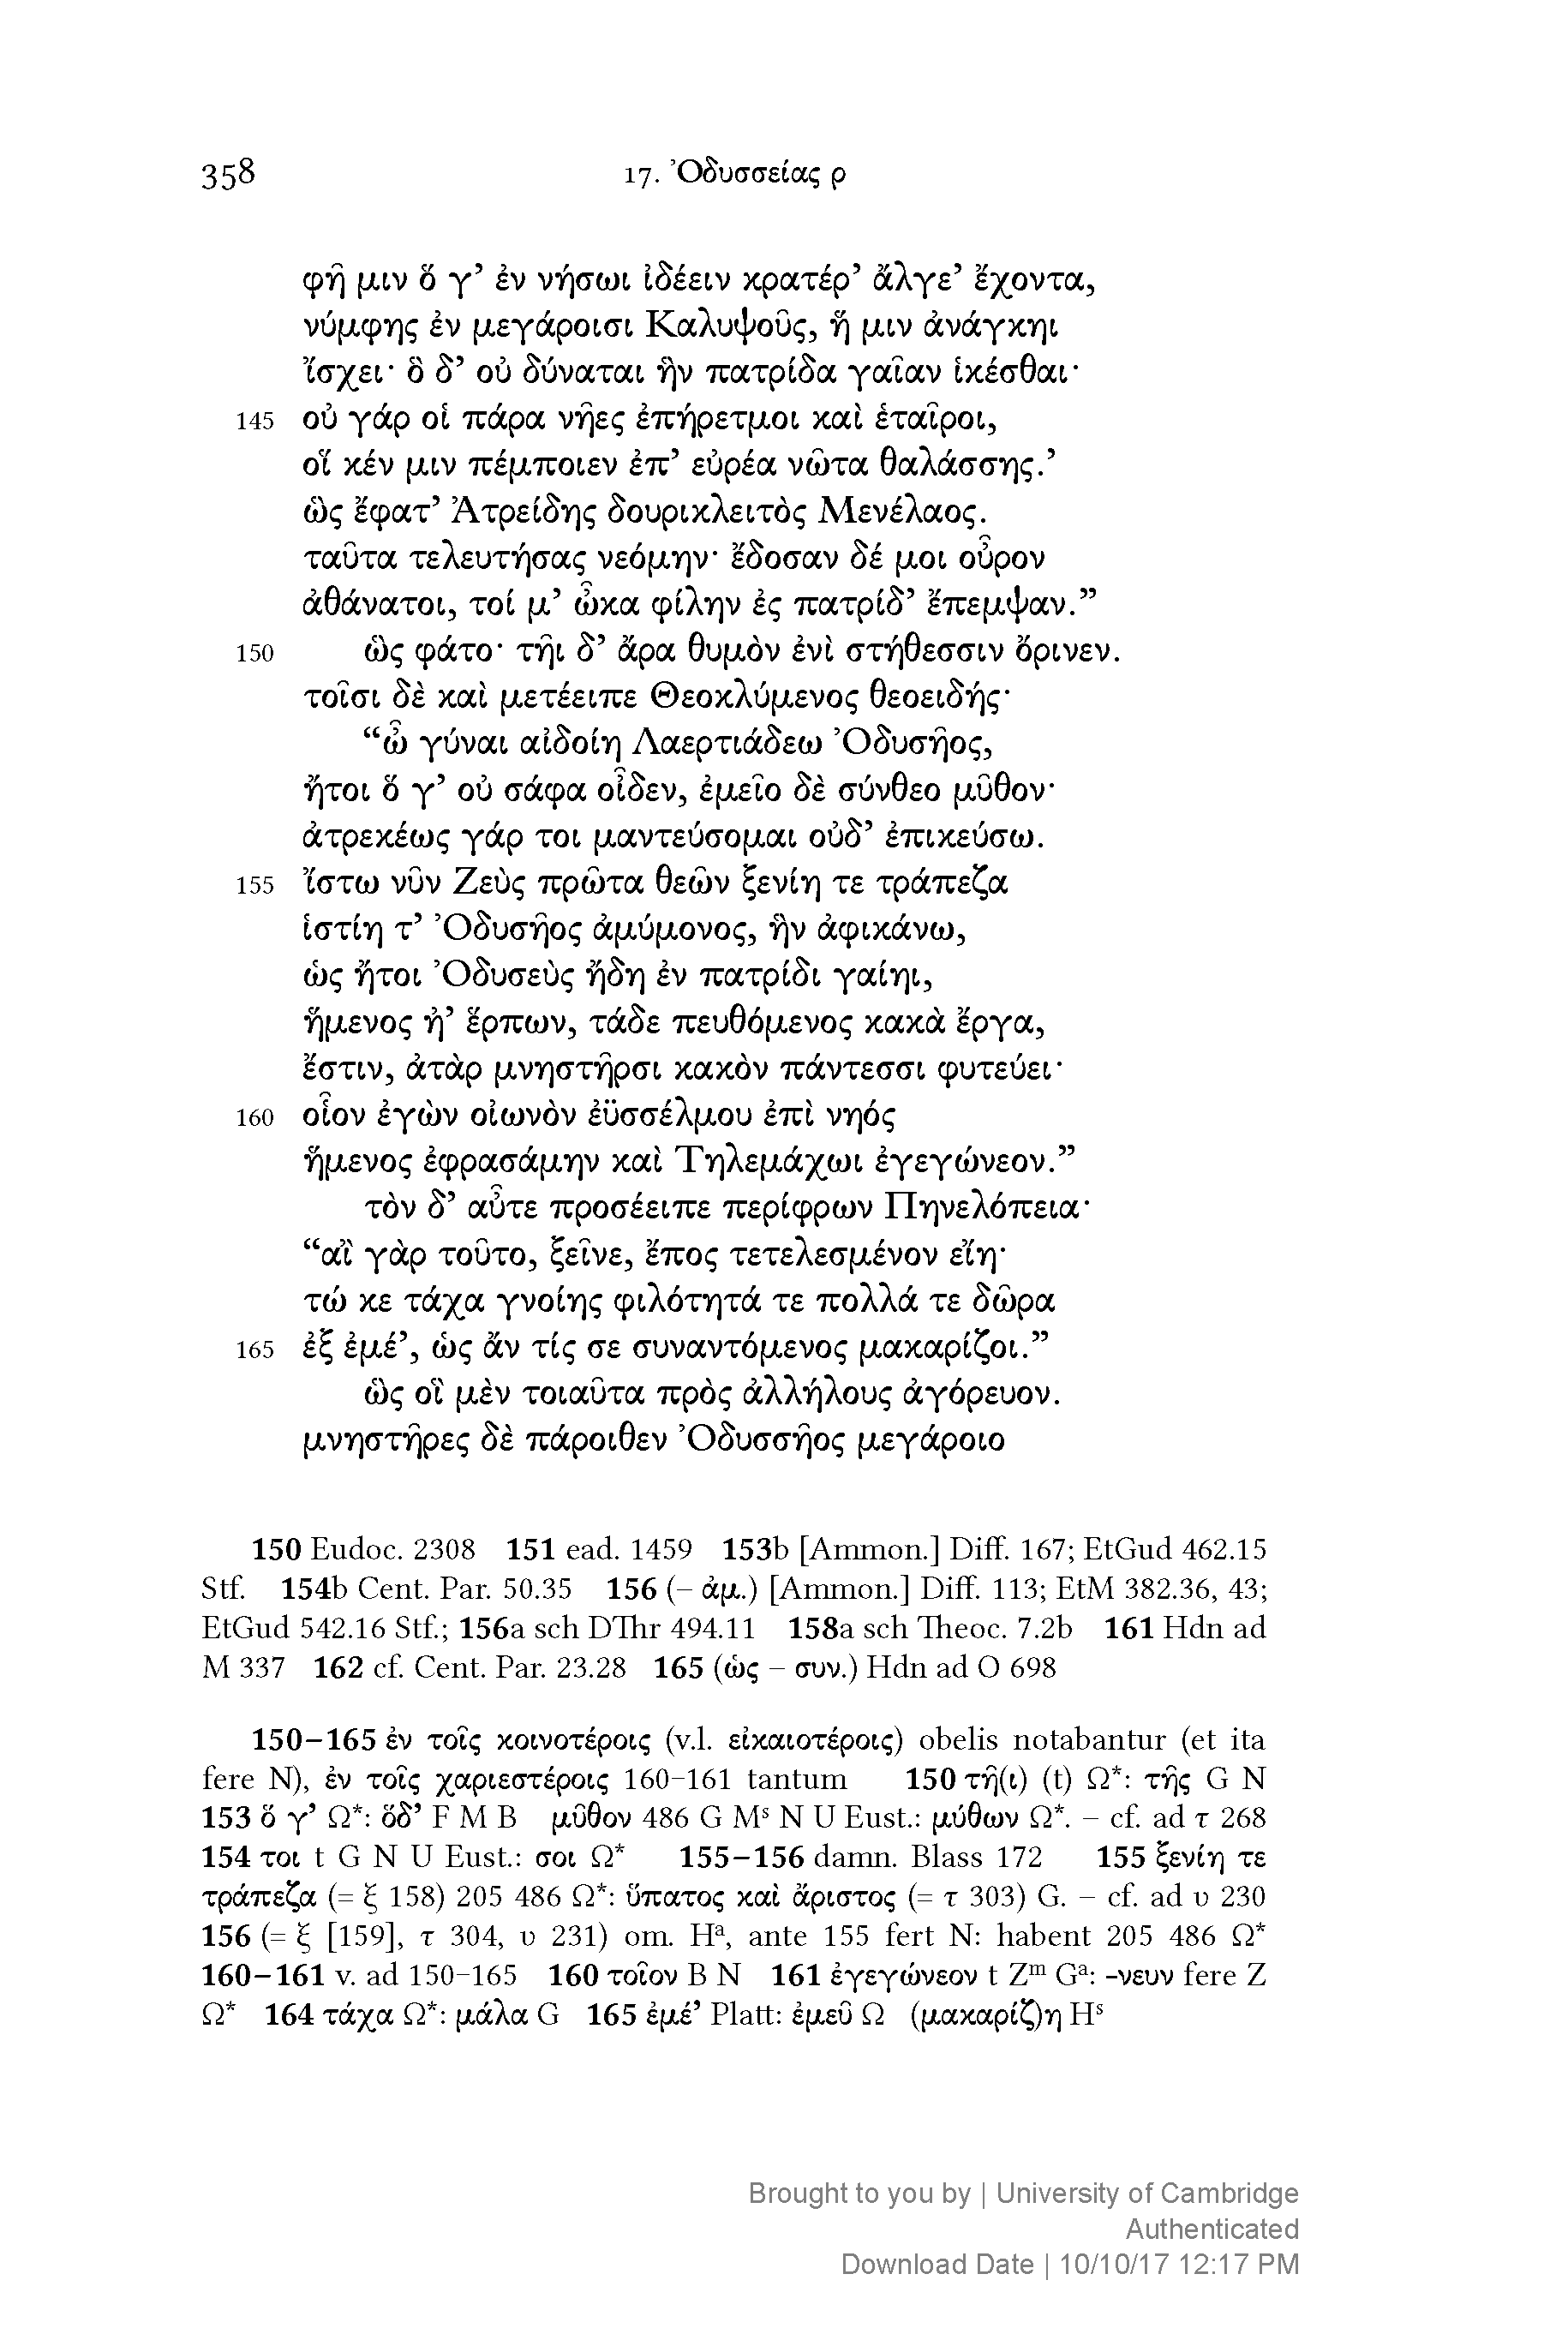 358 17. Ὀδυσσείας ρ
φῆ μιν ὅ γ’ ἐν νήσωι ἰδέειν κρατέρ’ ἄλγε’ ἔχοντα,
νύμφης ἐν μεγάροισι Καλυψοῦς, ἥ μιν ἀνάγκηι
ἴσχει· ὃ δ’ οὐ δύναται ἣν πατρίδα γαῖαν ἱκέσθαι·
145 οὐ γάρ οἱ πάρα νῆες ἐπήρετμοι καὶ ἑταῖροι,
οἵ κέν μιν πέμποιεν ἐπ’ εὐρέα νῶτα θαλάσσης.’
ὣς ἔφατ’ Ἀτρείδης δουρικλειτὸς Μενέλαος.
ταῦτα τελευτήσας νεόμην· ἔδοσαν δέ μοι οὖρον
ἀθάνατοι, τοί μ’ ὦκα φίλην ἐς πατρίδ’ ἔπεμψαν.”
150 ὣς φάτο· τῆι δ’ ἄρα θυμὸν ἐνὶ στήθεσσιν ὄρινεν.
τοῖσι δὲ καὶ μετέειπε Θεοκλύμενος θεοειδής·
“ὦ γύναι αἰδοίη Λαερτιάδεω Ὀδυσῆος,
ἤτοι ὅ γ’ οὐ σάφα οἶδεν, ἐμεῖο δὲ σύνθεο μῦθον·
ἀτρεκέως γάρ τοι μαντεύσομαι οὐδ’ ἐπικεύσω.
155 ἴστω νῦν Ζεὺς πρῶτα θεῶν ξενίη τε τράπεζα
ἱστίη τ’ Ὀδυσῆος ἀμύμονος, ἣν ἀφικάνω,
ὡς ἤτοι Ὀδυσεὺς ἤδη ἐν πατρίδι γαίηι,
ἥμενος ἠ’ ἕρπων, τάδε πευθόμενος κακὰ ἔργα,
ἔστιν, ἀτὰρ μνηστῆρσι κακὸν πάντεσσι φυτεύει·
160 οἷον ἐγὼν οἰωνὸν ἐϋσσέλμου ἐπὶ νηός
ἥμενος ἐφρασάμην καὶ Τηλεμάχωι ἐγεγώνεον.”
τὸν δ’ αὖτε προσέειπε περίφρων Πηνελόπεια·
“αἲ γὰρ τοῦτο, ξεῖνε, ἔπος τετελεσμένον εἴη·
τώ κε τάχα γνοίης φιλότητά τε πολλά τε δῶρα
165 ἐξ ἐμέ’, ὡς ἄν τίς σε συναντόμενος μακαρίζοι.”
ὣς οἳ μὲν τοιαῦτα πρὸς ἀλλήλους ἀγόρευον.
μνηστῆρες δὲ πάροιθεν Ὀδυσσῆος μεγάροιο
150 Eudoc. 2308 151 ead. 1459 153b [Ammon.] Diff. 167; EtGud 462.15
Stf. 154b Cent. Par. 50.35 156 (– ἀμ.) [Ammon.] Diff. 113; EtM 382.36, 43;
EtGud 542.16 Stf.; 156a sch DThr 494.11 158a sch Theoc. 7.2b 161 Hdn ad
M 337 162 cf. Cent. Par. 23.28 165 (ὡς – συν.) Hdn ad O 698
150–165 ἐν τοῖς κοινοτέροις (v.l. εἰκαιοτέροις) obelis notabantur (et ita
fere N), ἐν τοῖς χαριεστέροις 160–161 tantum 150 τῆ(ι) (t) Ω*: τῆς G N
153 ὅ γ’ Ω*: ὅδ’ F M B μῦθον 486 G Mˢ N U Eust.: μύθων Ω*. – cf. ad τ 268
154 τοι t G N U Eust.: σοι Ω* 155–156 damn. Blass 172 155 ξενίη τε
τράπεζα (= ξ 158) 205 486 Ω*: ὕπατος καὶ ἄριστος (= τ 303) G. – cf. ad υ 230
156 (= ξ [159], τ 304, υ 231) om. Hᵃ, ante 155 fert N: habent 205 486 Ω*
160–161 v. ad 150–165 160 τοῖον B N 161 ἐγεγώνεον t Zᵐ Gᵃ: -νευν fere Z
Ω* 164 τάχα Ω*: μάλα G 165 ἐμέ’ Platt: ἐμεῦ Ω (μακαρίζ)η Hˢ
Brought to you by | University of Cambridge
Authenticated
Download Date | 10/10/17 12:17 PM